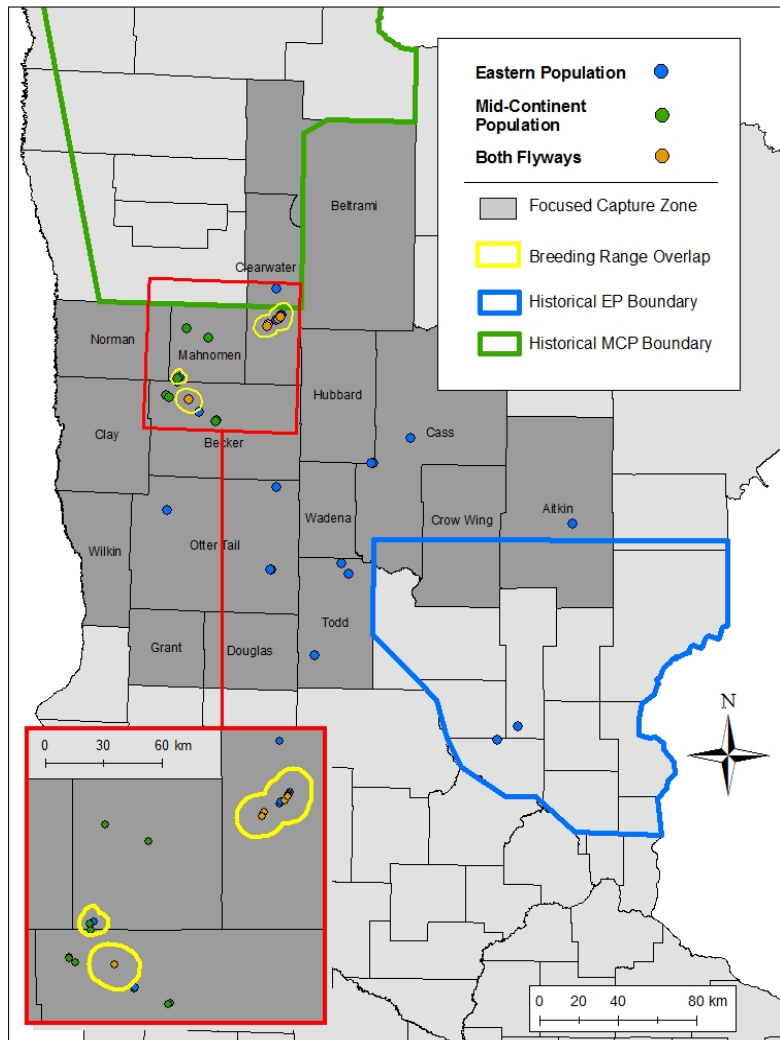 Eastern Population
Mid-Continent
Population
Both Flyways
Focused Capture Zone
Breeding Range Overlap
Historical EP Boundary
Historical MCP Boundary
Beltrami
Clearwater
Norman
Mahnomen
Hubbard
Clay
Becker
Cass
Wadena
Crow Wing
Aitkin
Wilkin
Otter Tail
Todd
Grant
Douglas
N
0 30 60 km
0 20 40 80 km